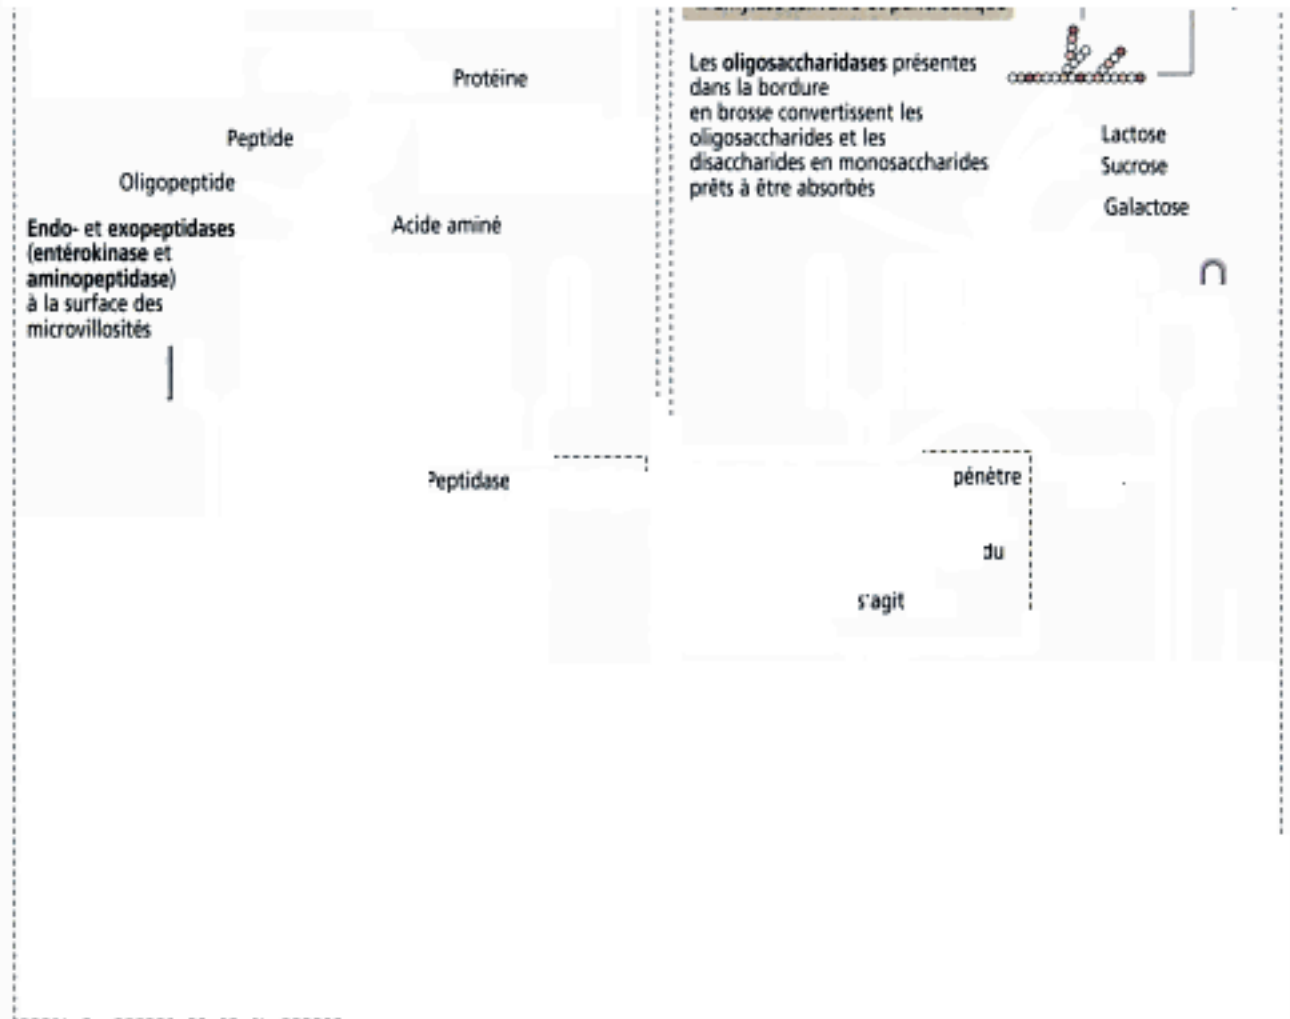 Protéine
Peptide
Oligopeptide
Endo- et exopeptidases
(entérokinase et
aminopeptidase)
à la surface des
microvillosités
Acide aminé
Peptidase
Les oligosaccharidases présentes
dans la bordure
en brosse convertissent les
oligosaccharides et les
disaccharides en monosaccharides
prêts à être absorbés
Lactose
Sucrose
Galactose
pénètre
du
s'agit